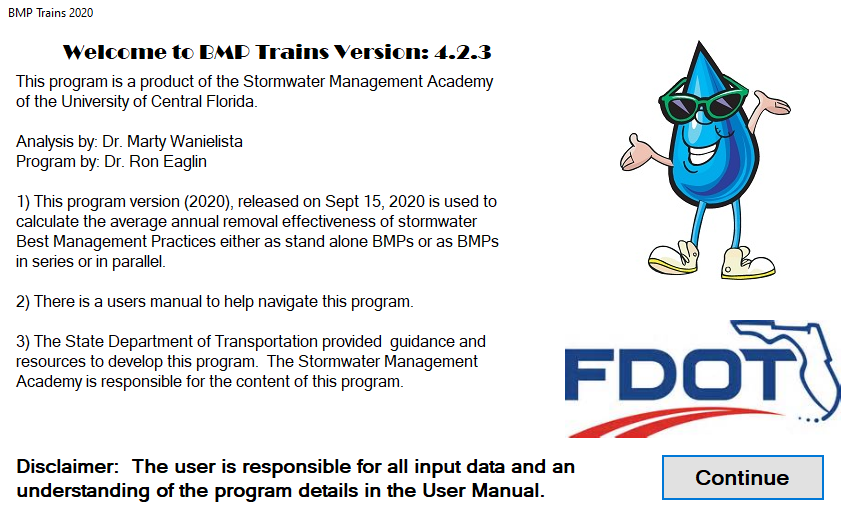 BMP Trains 2020
Welcome to BMP Trains Version: 4.2.3
This program is a product of the Stormwater Management Academy
of the University of Central Florida.
Analysis by: Dr. Marty Wanielista
Program by: Dr. Ron Eaglin
1) This program version (2020), released on Sept 15, 2020 is used to
calculate the average annual removal effectiveness of stormwater
Best Management Practices either as stand alone BMPs or as BMPs
in series or in parallel.
2) There is a users manual to help navigate this program.
3) The State Department of Transportation provided  guidance and
resources to develop this program.  The Stormwater Management
Academy is responsible for the content of this program.
FDOT
Disclaimer:  The user is responsible for all input data and an
understanding of the program details in the User Manual.
Continue